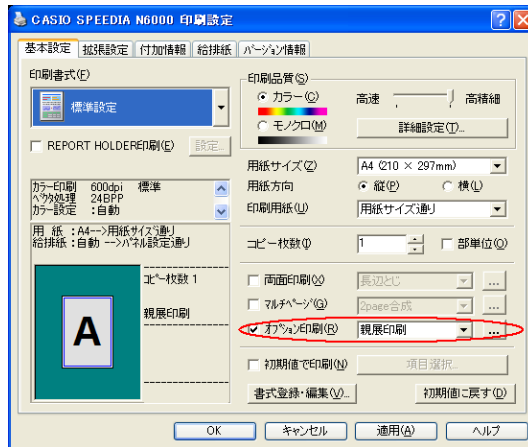 CASIO SPEEDIA N6000 印刷設定
基本設定 拡張設定 付加情報 給排紙 バージョン情報
印刷書式(F)
標準設定
REPORT HOLDER印刷(E) 設定...
カラー印刷 600dpi 標準
ベクタ処理 24BPP
カラー設定 :自動
用 紙 :A4-->用紙サイズ通り
給排紙 :自動 -->パネル設定通り
コピー枚数 1
親展印刷
A
印刷品質(S)
カラー(C) 高速 高精細
モノクロ(M) 詳細設定(T)...
用紙サイズ(Z) A4 (210 × 297mm)
用紙方向 縦(P) 横(L)
印刷用紙(U) 用紙サイズ通り
コピー枚数(I) 1 部単位(O)
両面印刷(X) 長辺とじ ...
マルチページ(G) 2page合成 ...
オプション印刷(R) 親展印刷 ...
初期値で印刷(N) 項目選択...
書式登録・編集(V)... 初期値に戻す(D)
OK キャンセル 適用(A) ヘルプ